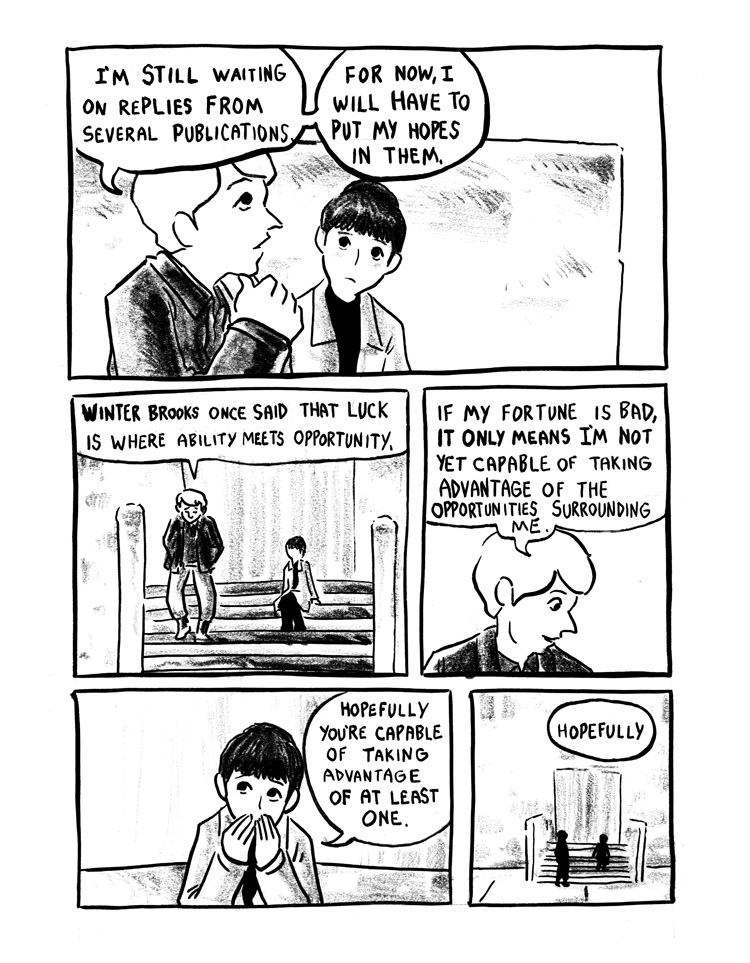 I'M STILL WAITING
ON REPLIES FROM
SEVERAL PUBLICATIONS.
FOR NOW, I
WILL HAVE TO
PUT MY HOPES
IN THEM.
WINTER BROOKS ONCE SAID THAT LUCK
IS WHERE ABILITY MEETS OPPORTUNITY.
IF MY FORTUNE IS BAD,
IT ONLY MEANS I'M NOT
YET CAPABLE OF TAKING
ADVANTAGE OF THE
OPPORTUNITIES SURROUNDING
ME.
HOPEFULLY
YOU'RE CAPABLE
OF TAKING
ADVANTAGE
OF AT LEAST
ONE.
HOPEFULLY